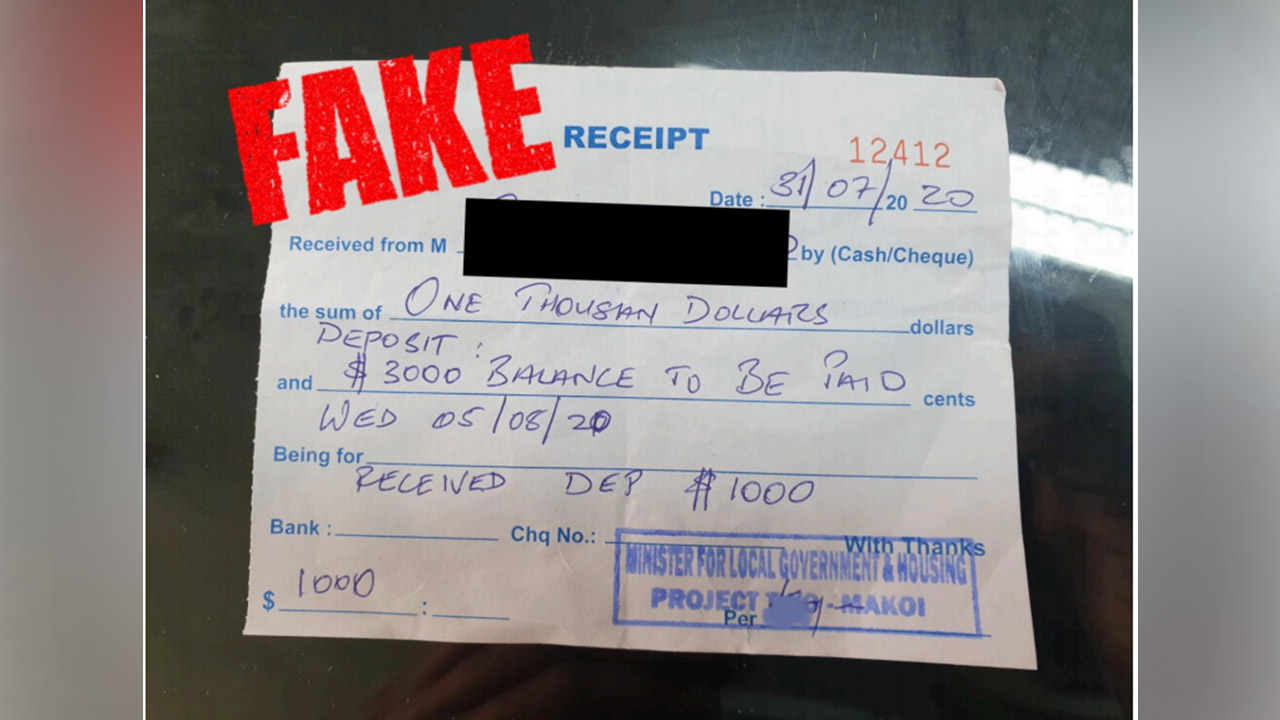 FAKE
RECEIPT
12412
Date : 31/07/20 20
Received from M by (Cash/Cheque)
the sum of ONE THOUSAN DOLLARS dollars
DEPOSIT :
and $ 3000 BALANCE TO BE PAID cents
WED 05/08/20
Being for
RECEIVED DEP $ 1000
Bank : Chq No.:
With Thanks
MINISTER FOR LOCAL GOVERNMENT & HOUSING
$ 1000 :
PROJECT - MAKOI
Per